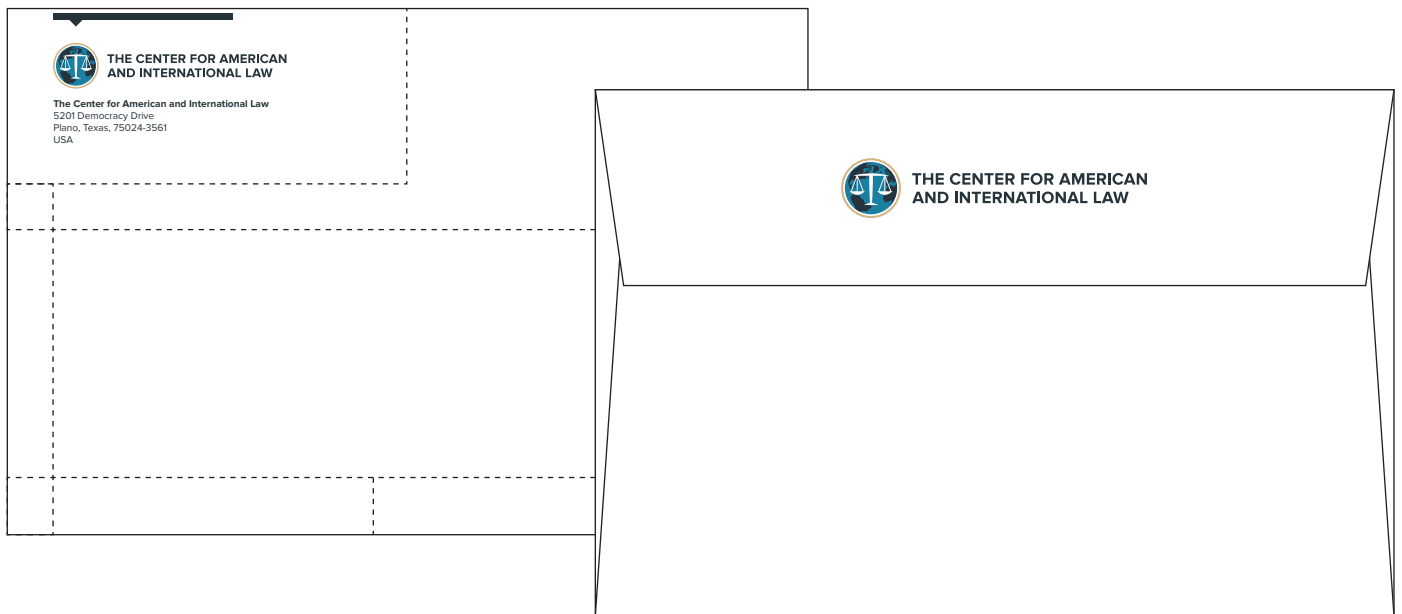 THE CENTER FOR AMERICAN
AND INTERNATIONAL LAW
The Center for American and International Law
5201 Democracy Drive
Plano, Texas, 75024-3561
USA
THE CENTER FOR AMERICAN
AND INTERNATIONAL LAW